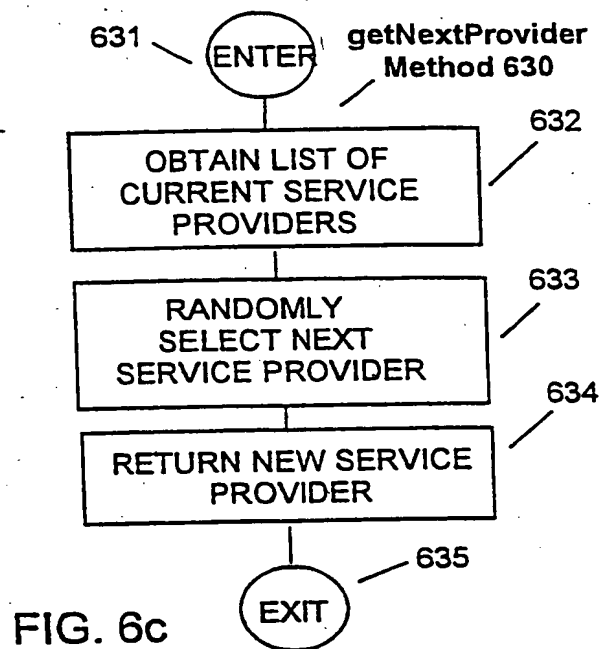 631
ENTER
getNextProvider
Method 630
632
OBTAIN LIST OF
CURRENT SERVICE
PROVIDERS
633
RANDOMLY
SELECT NEXT
SERVICE PROVIDER
634
RETURN NEW SERVICE
PROVIDER
635
EXIT
FIG. 6c